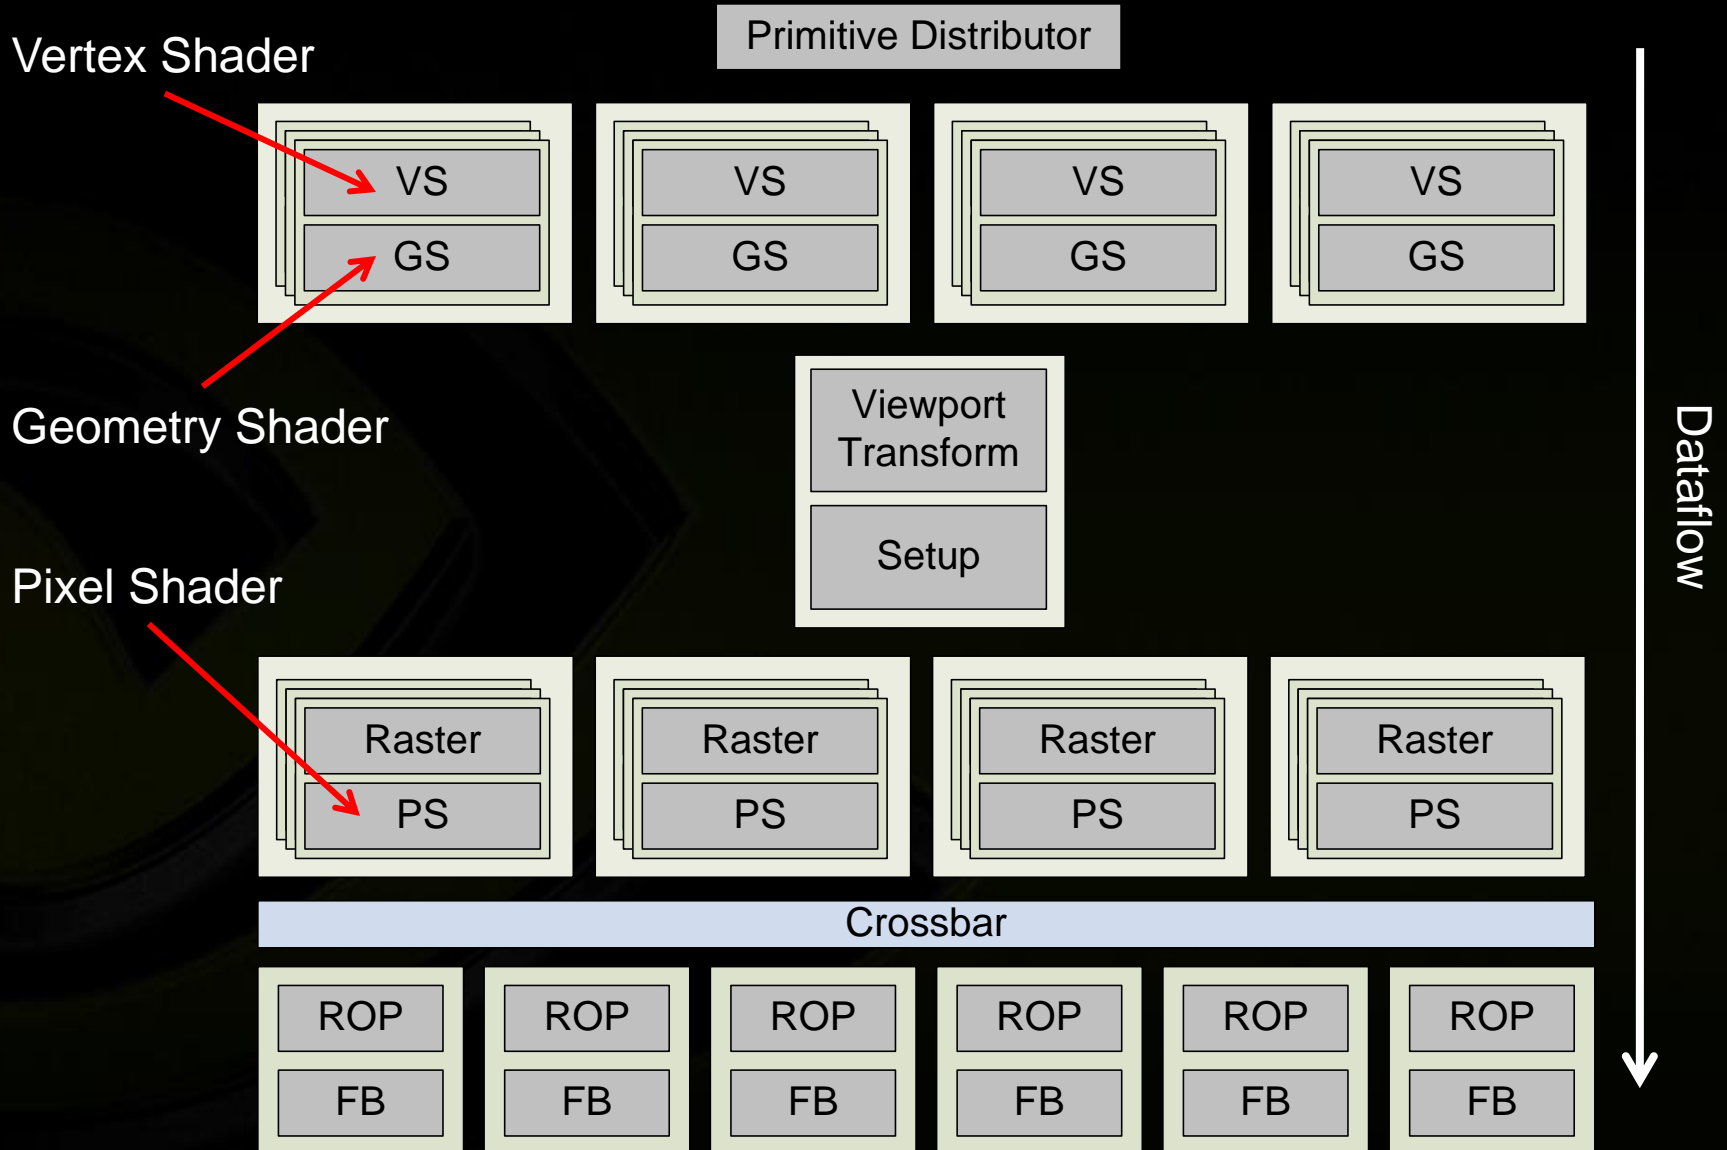 Primitive Distributor
Vertex Shader
VS
VS
VS
VS
GS
GS
GS
GS
Geometry Shader
Viewport
Transform
Setup
Dataflow
Pixel Shader
Raster
Raster
Raster
Raster
PS
PS
PS
PS
Crossbar
ROP
ROP
ROP
ROP
ROP
ROP
FB
FB
FB
FB
FB
FB